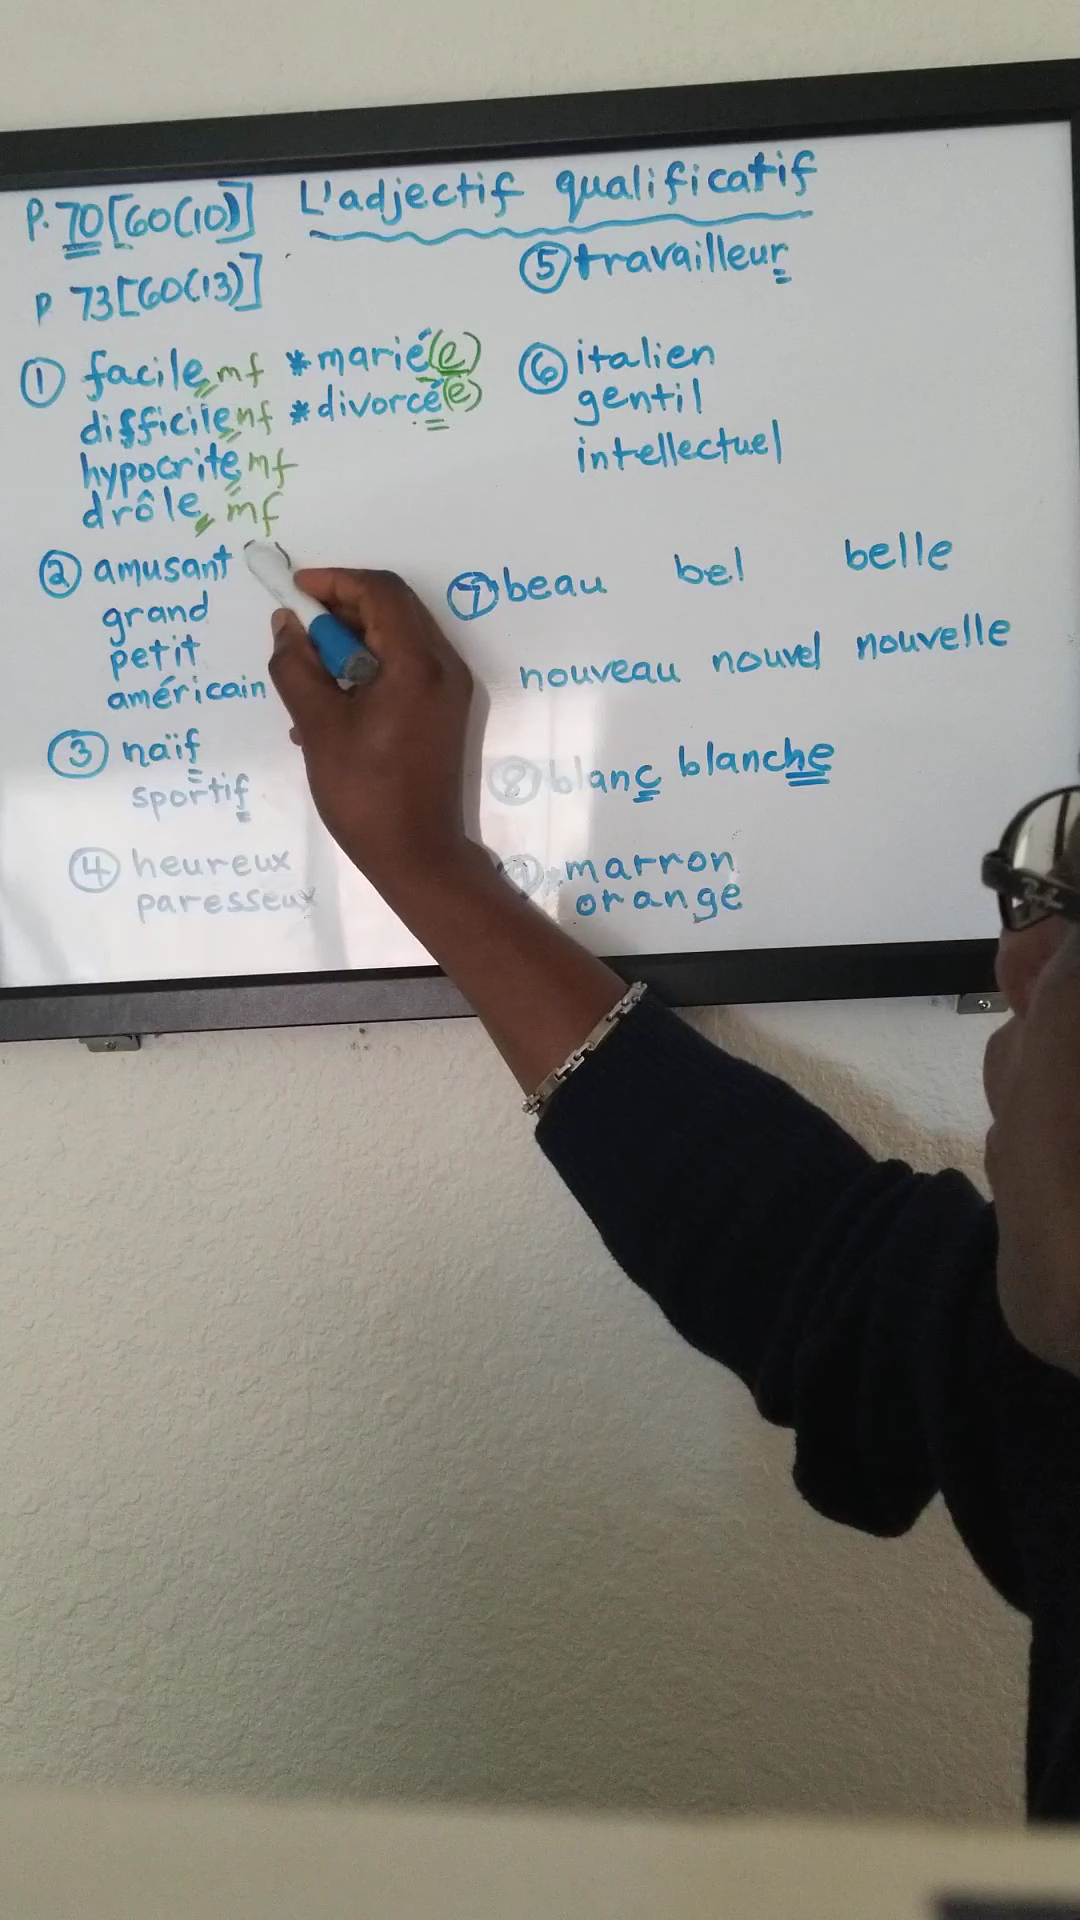 P. 70 [60(10)] L'adjectif qualificatif
P 73 [60(13)]
① facile mf *marié(e)
difficile mf *divorcé(e)
hypocrite mf
drôle mf
② amusant
grand
petit
américain
③ naïf
sportif
④ heureux
paresseux
⑤ travailleur
⑥ italien
gentil
intellectuel
⑦ beau bel belle
nouveau nouvel nouvelle
⑧ blanc blanche
⑨ *marron
orange